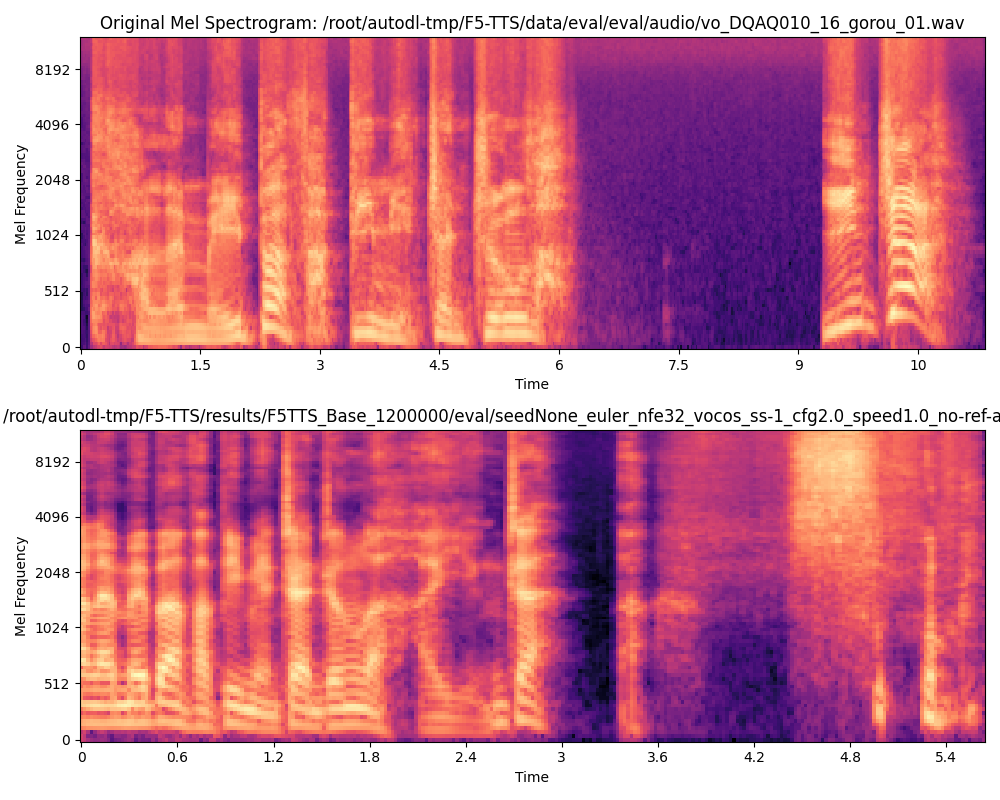 Original Mel Spectrogram: /root/autodl-tmp/F5-TTS/data/eval/eval/audio/vo_DQAQ010_16_gorou_01.wav
8192
4096
2048
1024
512
0
Mel Frequency
0 1.5 3 4.5 6 7.5 9 10
Time
/root/autodl-tmp/F5-TTS/results/F5TTS_Base_1200000/eval/seedNone_euler_nfe32_vocos_ss-1_cfg2.0_speed1.0_no-ref-a
8192
4096
2048
1024
512
0
Mel Frequency
0 0.6 1.2 1.8 2.4 3 3.6 4.2 4.8 5.4
Time